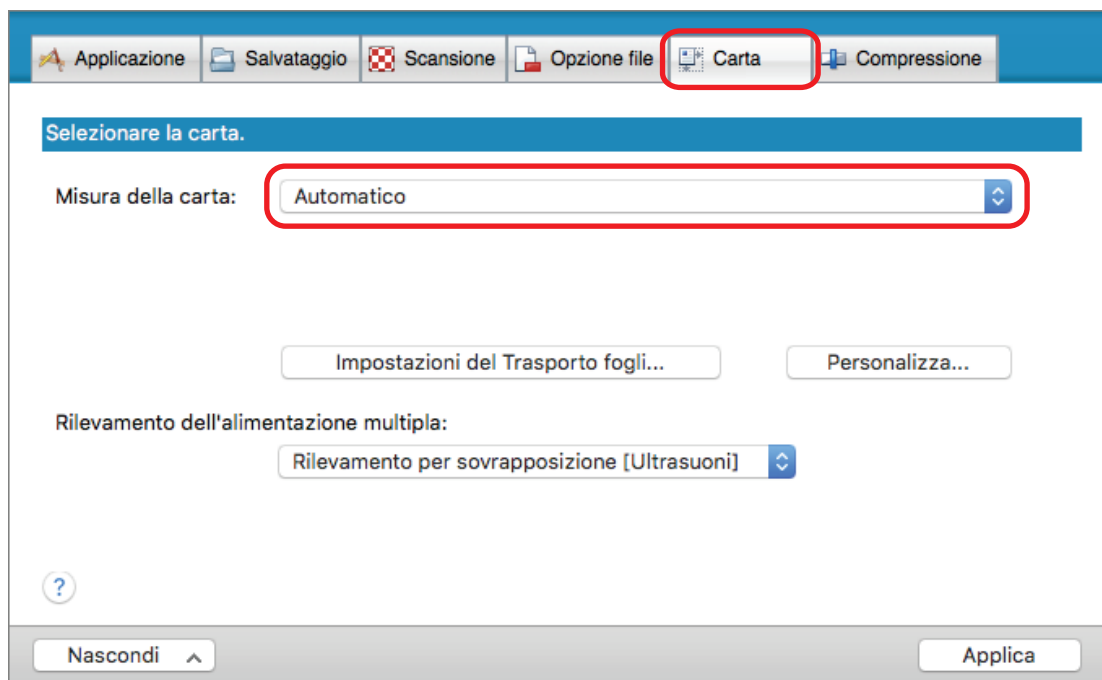 Applicazione Salvataggio Scansione Opzione file Carta Compressione
Selezionare la carta.
Misura della carta: Automatico
Impostazioni del Trasporto fogli... Personalizza...
Rilevamento dell'alimentazione multipla:
Rilevamento per sovrapposizione [Ultrasuoni]
?
Nascondi Applica